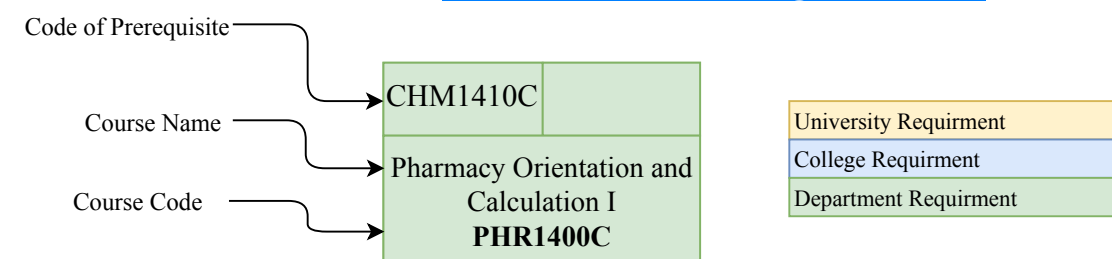 Code of Prerequisite
CHM1410C
Course Name
Pharmacy Orientation and
Calculation I
PHR1400C
Course Code
University Requirment
College Requirment
Department Requirment